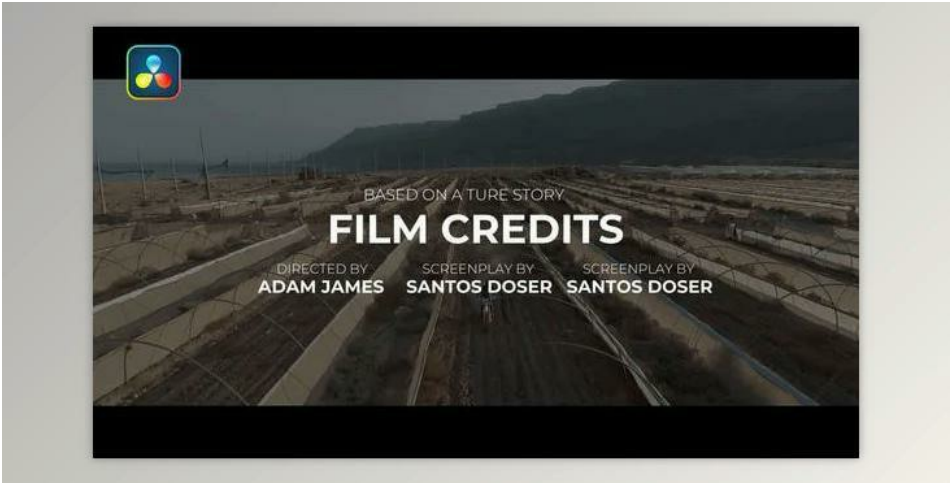 BASED ON A TURE STORY
FILM CREDITS
DIRECTED BY SCREENPLAY BY SCREENPLAY BY
ADAM JAMES SANTOS DOSER SANTOS DOSER